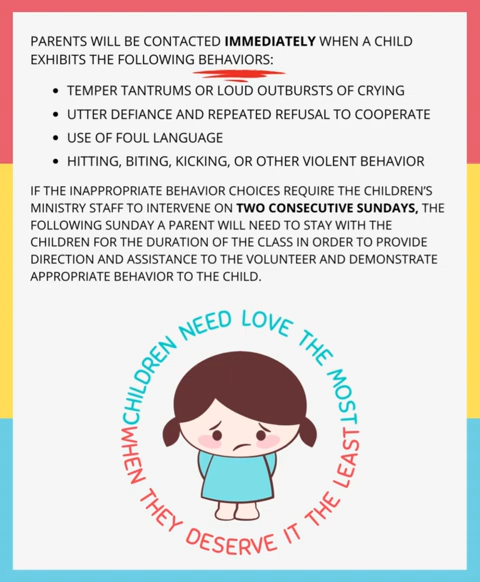 PARENTS WILL BE CONTACTED IMMEDIATELY WHEN A CHILD
EXHIBITS THE FOLLOWING BEHAVIORS:
• TEMPER TANTRUMS OR LOUD OUTBURSTS OF CRYING
• UTTER DEFIANCE AND REPEATED REFUSAL TO COOPERATE
• USE OF FOUL LANGUAGE
• HITTING, BITING, KICKING, OR OTHER VIOLENT BEHAVIOR
IF THE INAPPROPRIATE BEHAVIOR CHOICES REQUIRE THE CHILDREN'S
MINISTRY STAFF TO INTERVENE ON TWO CONSECUTIVE SUNDAYS, THE
FOLLOWING SUNDAY A PARENT WILL NEED TO STAY WITH THE
CHILDREN FOR THE DURATION OF THE CLASS IN ORDER TO PROVIDE
DIRECTION AND ASSISTANCE TO THE VOLUNTEER AND DEMONSTRATE
APPROPRIATE BEHAVIOR TO THE CHILD.
CHILDREN NEED LOVE THE MOST
WHEN THEY DESERVE IT THE LEAST